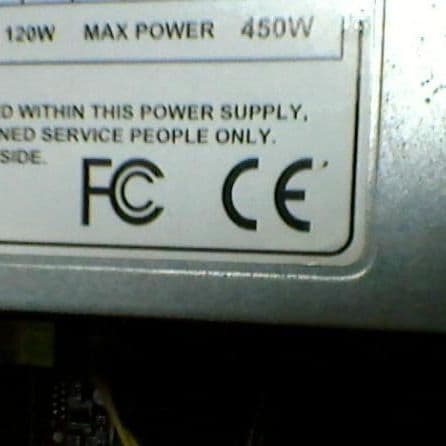 120W MAX POWER 450W
D WITHIN THIS POWER SUPPLY,
NED SERVICE PEOPLE ONLY.
SIDE.
FC CE